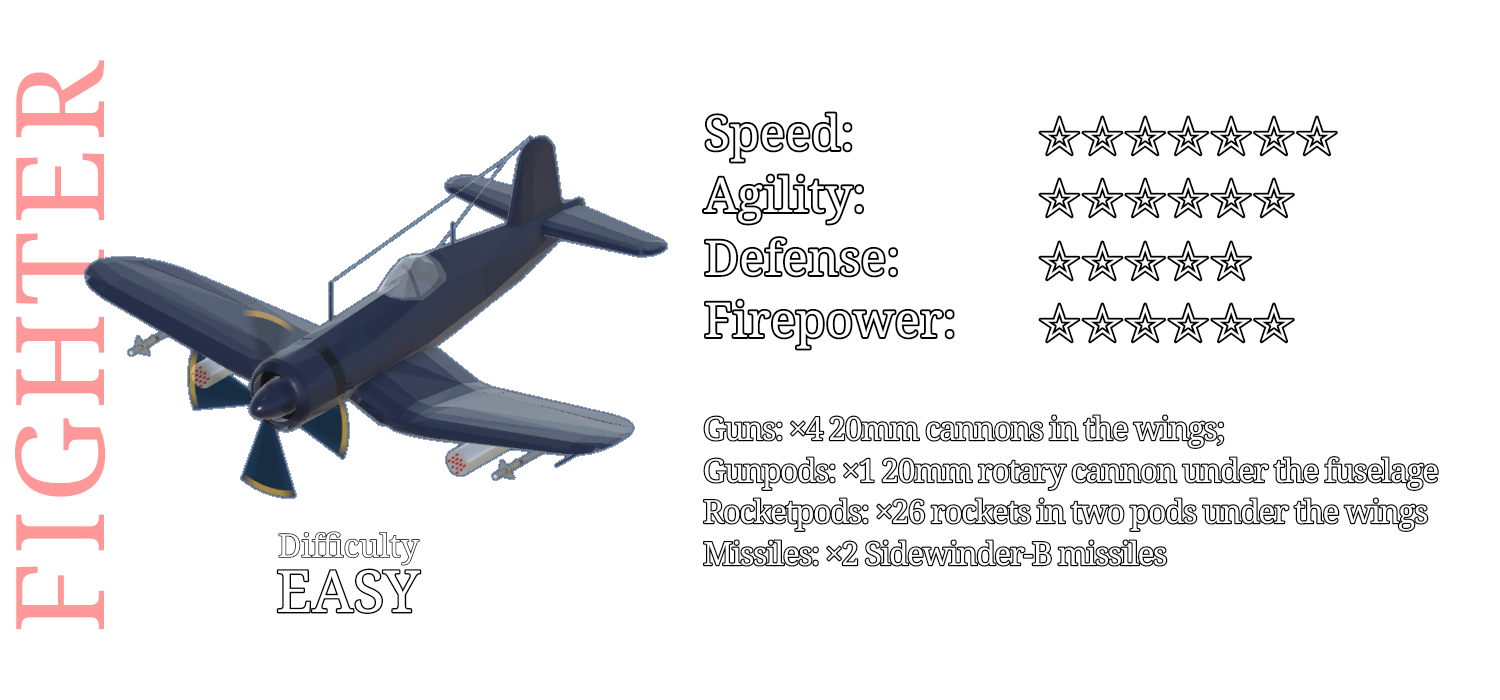 FIGHTER
Speed: ☆☆☆☆☆☆☆
Agility: ☆☆☆☆☆☆
Defense: ☆☆☆☆☆
Firepower: ☆☆☆☆☆☆
Guns: ×4 20mm cannons in the wings;
Gunpods: ×1 20mm rotary cannon under the fuselage
Rocketpods: ×26 rockets in two pods under the wings
Missiles: ×2 Sidewinder-B missiles
Difficulty
EASY